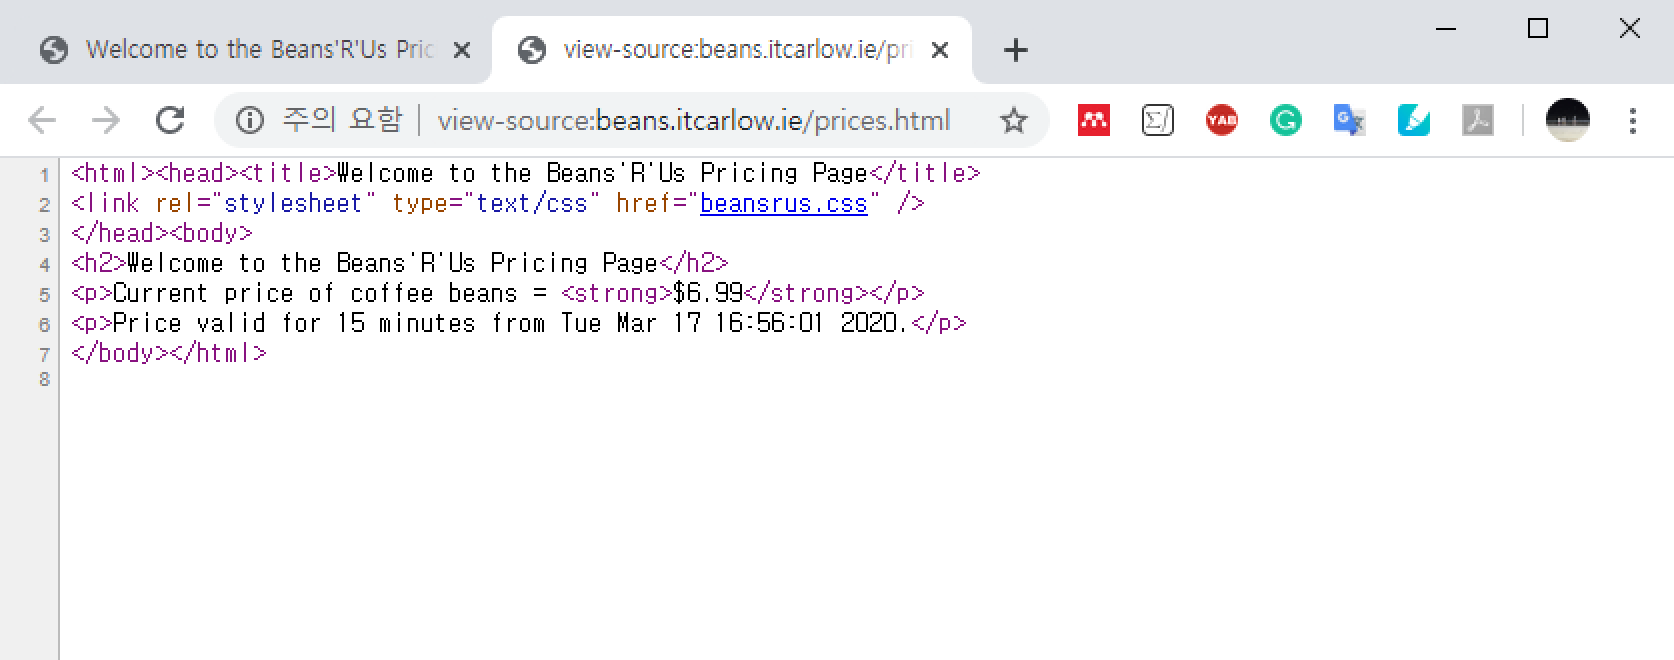 Welcome to the Beans'R'Us Pric
view-source:beans.itcarlow.ie/pri
주의 요함 view-source:beans.itcarlow.ie/prices.html
YAB
1 <html><head><title>Welcome to the Beans'R'Us Pricing Page</title>
2 <link rel="stylesheet" type="text/css" href="beansrus.css" />
3 </head><body>
4 <h2>Welcome to the Beans'R'Us Pricing Page</h2>
5 <p>Current price of coffee beans = <strong>$6.99</strong></p>
6 <p>Price valid for 15 minutes from Tue Mar 17 16:56:01 2020.</p>
7 </body></html>
8